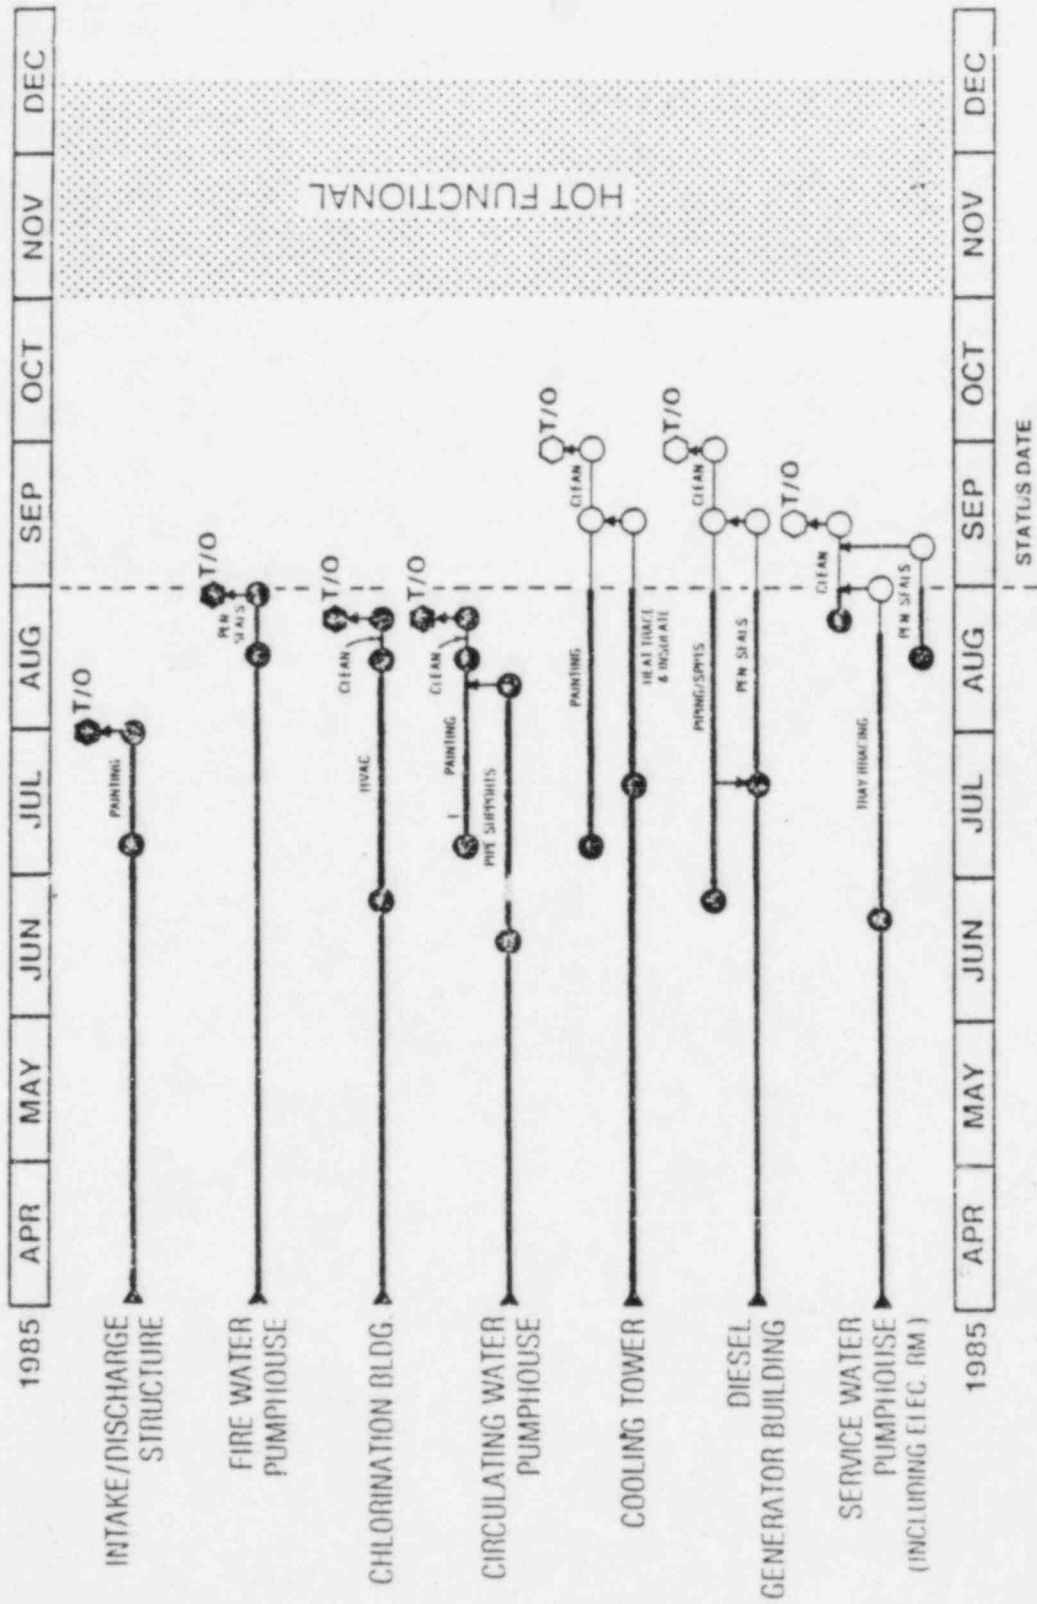 1985
APR MAY JUN JUL AUG SEP OCT NOV DEC
INTAKE/DISCHARGE
STRUCTURE
PAINTING
T/O
FIRE WATER
PUMPHOUSE
PEN
SEALS
T/O
CHLORINATION BLDG.
HVAC
CLEAN
T/O
CIRCULATING WATER
PUMPHOUSE
PAINTING
CLEAN
T/O
PIPE SUPPORTS
COOLING TOWER
PAINTING
CLEAN
T/O
HEAT TRACE
& INSULATE
DIESEL
GENERATOR BUILDING
PIPING/SPPTS
CLEAN
T/O
PEN SEALS
SERVICE WATER
PUMPHOUSE
(INCLUDING ELEC. RM)
CLEAN
T/O
TRAY BRACING
PEN SEALS
HOT FUNCTIONAL
1985
APR MAY JUN JUL AUG SEP OCT NOV DEC
STATUS DATE